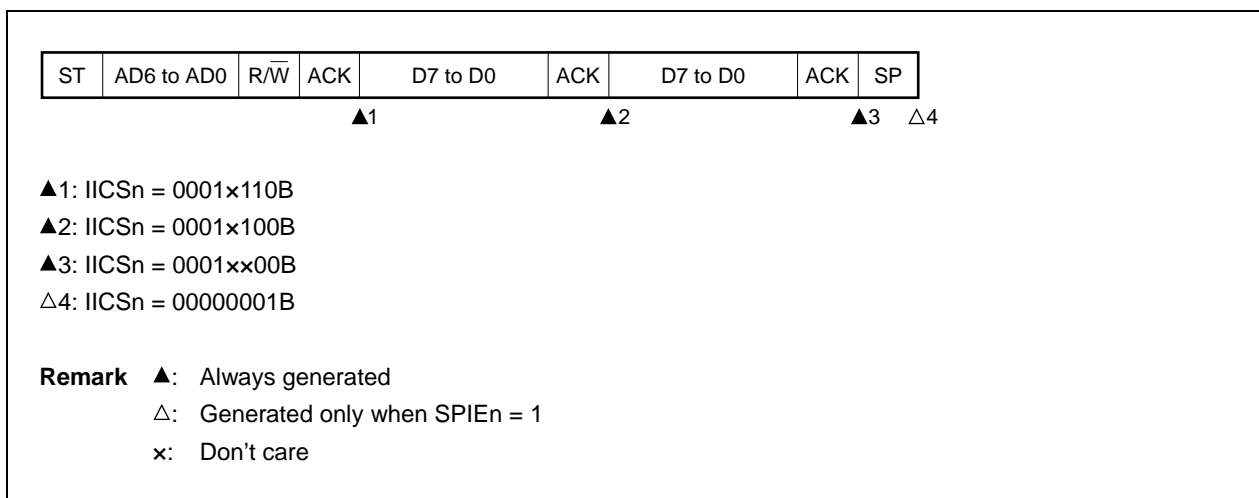 ST AD6 to AD0 R/W̅ ACK D7 to D0 ACK D7 to D0 ACK SP
▲1 ▲2 ▲3 △4
▲1: IICSn = 0001×110B
▲2: IICSn = 0001×100B
▲3: IICSn = 0001××00B
△4: IICSn = 00000001B
Remark ▲: Always generated
△: Generated only when SPIEn = 1
×: Don't care